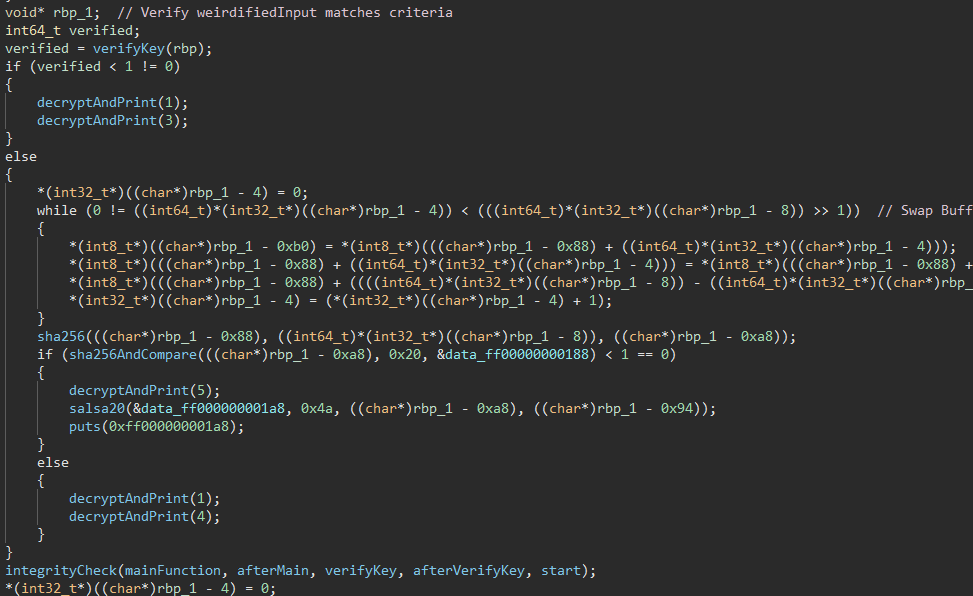 void* rbp_1;  // Verify weirdifiedInput matches criteria
int64_t verified;
verified = verifyKey(rbp);
if (verified < 1 != 0)
{
    decryptAndPrint(1);
    decryptAndPrint(3);
}
else
{
    *(int32_t*)((char*)rbp_1 - 4) = 0;
    while (0 != ((int64_t)*(int32_t*)((char*)rbp_1 - 4)) < (((int64_t)*(int32_t*)((char*)rbp_1 - 8)) >> 1))  // Swap Buff
    {
        *(int8_t*)((char*)rbp_1 - 0xb0) = *(int8_t*)(((char*)rbp_1 - 0x88) + ((int64_t)*(int32_t*)((char*)rbp_1 - 4)));
        *(int8_t*)(((char*)rbp_1 - 0x88) + ((int64_t)*(int32_t*)((char*)rbp_1 - 4))) = *(int8_t*)(((char*)rbp_1 - 0x88) +
        *(int8_t*)(((char*)rbp_1 - 0x88) + ((((int64_t)*(int32_t*)((char*)rbp_1 - 8)) - ((int64_t)*(int32_t*)((char*)rbp_
        *(int32_t*)((char*)rbp_1 - 4) = (*(int32_t*)((char*)rbp_1 - 4) + 1);
    }
    sha256(((char*)rbp_1 - 0x88), ((int64_t)*(int32_t*)((char*)rbp_1 - 8)), ((char*)rbp_1 - 0xa8));
    if (sha256AndCompare(((char*)rbp_1 - 0xa8), 0x20, &data_ff00000000188) < 1 == 0)
    {
        decryptAndPrint(5);
        salsa20(&data_ff000000001a8, 0x4a, ((char*)rbp_1 - 0xa8), ((char*)rbp_1 - 0x94));
        puts(0xff000000001a8);
    }
    else
    {
        decryptAndPrint(1);
        decryptAndPrint(4);
    }
}
integrityCheck(mainFunction, afterMain, verifyKey, afterVerifyKey, start);
*(int32_t*)((char*)rbp_1 - 4) = 0;